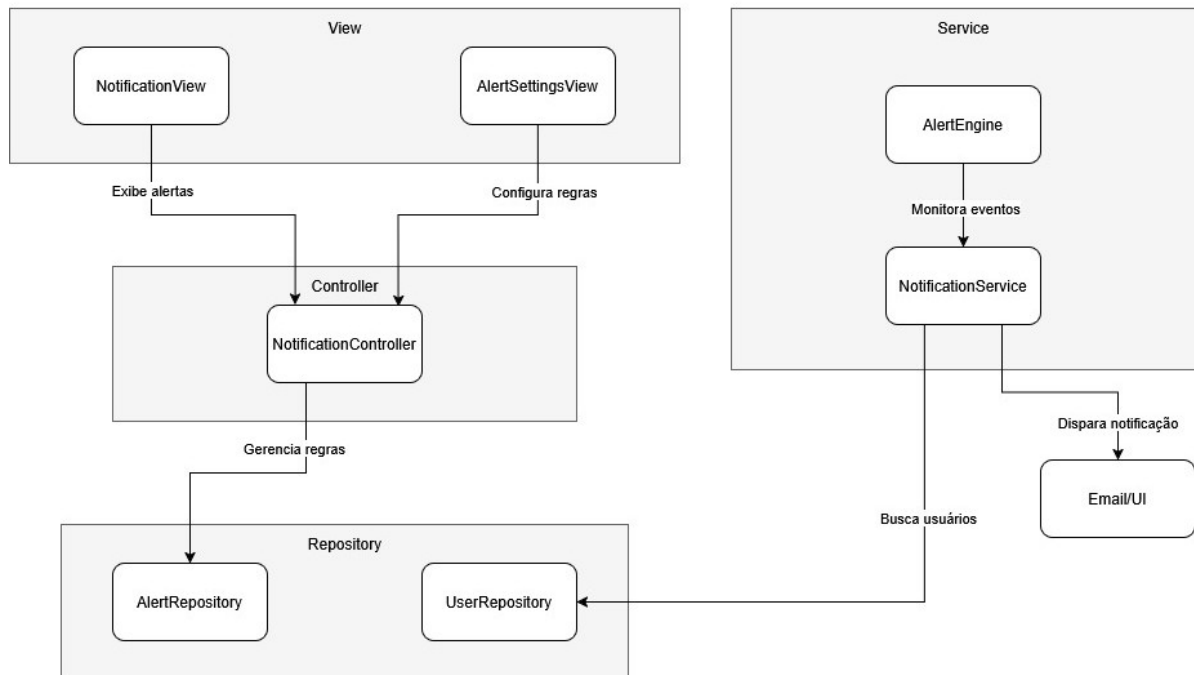 View
NotificationView
AlertSettingsView
Exibe alertas
Configura regras
Controller
NotificationController
Gerencia regras
Repository
AlertRepository
UserRepository
Service
AlertEngine
Monitora eventos
NotificationService
Dispara notificação
Email/UI
Busca usuários